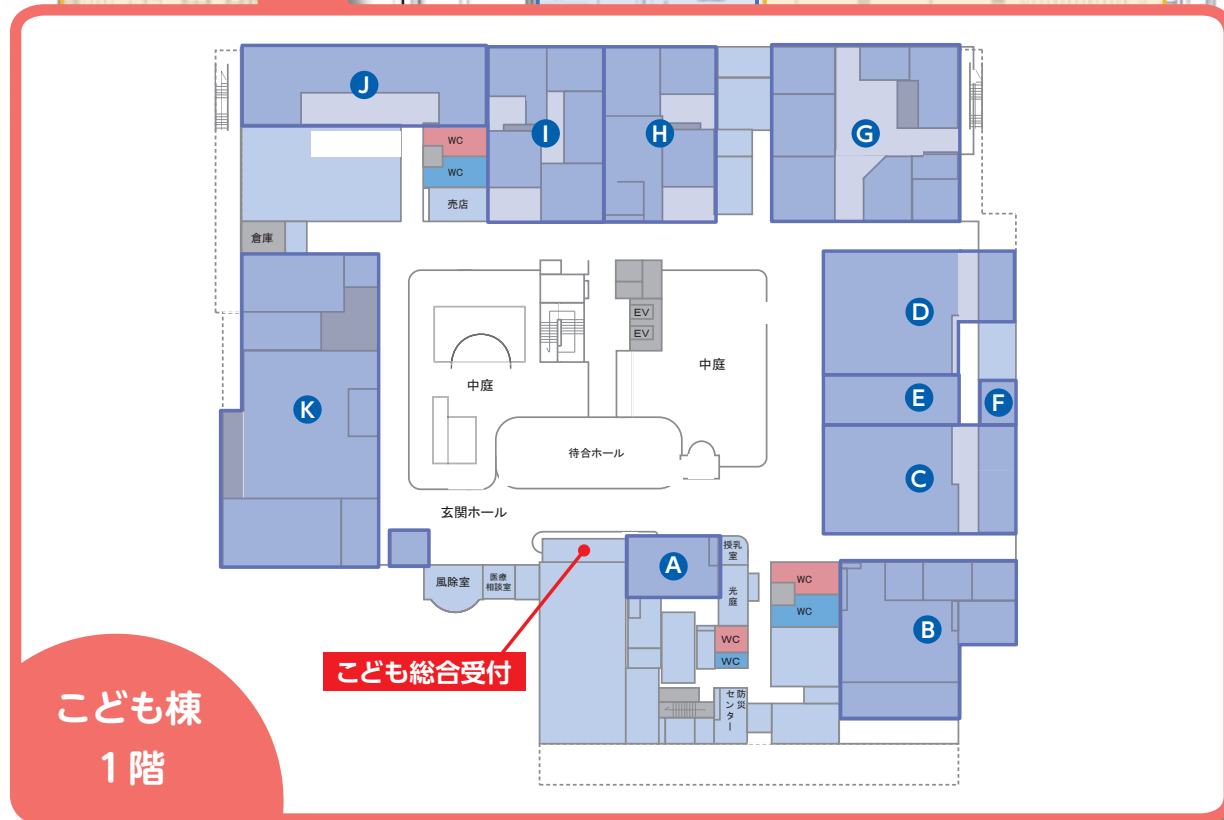 J
I
H
G
WC
WC
売店
倉庫
EV
EV
D
中庭
中庭
K
E
F
待合ホール
C
玄関ホール
A
授乳
室
風除室
医療
相談室
光
庭
WC
WC
B
WC
WC
こども総合受付
防災
センター
こども棟
1階